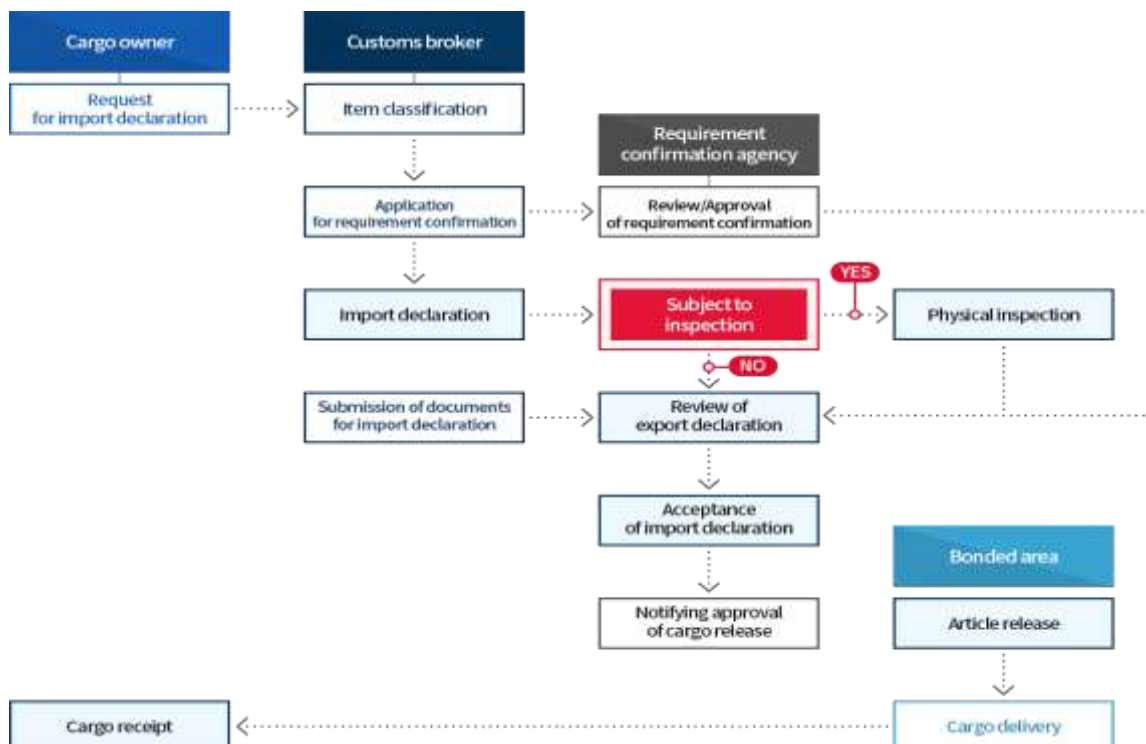 Cargo owner
Customs broker
Request
for import declaration
Item classification
Requirement
confirmation agency
Application
for requirement confirmation
Review/Approval
of requirement confirmation
YES
Import declaration
Subject to
inspection
Physical inspection
NO
Submission of documents
for import declaration
Review of
export declaration
Acceptance
of import declaration
Bonded area
Notifying approval
of cargo release
Article release
Cargo receipt
Cargo delivery